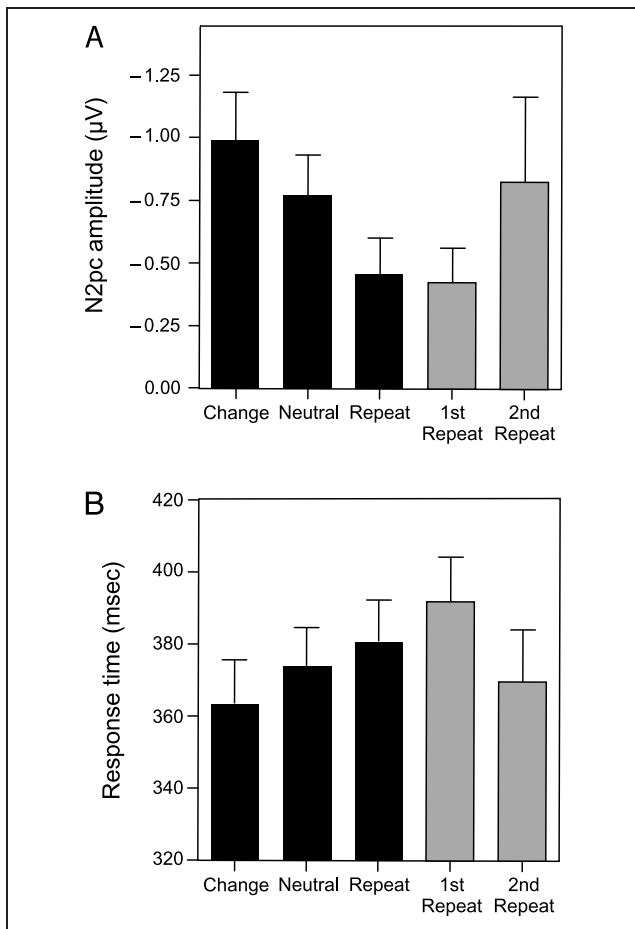 A
N2pc amplitude (µV)
−1.25
−1.00
−0.75
−0.50
−0.25
0.00
Change Neutral Repeat 1st Repeat 2nd Repeat
B
Response time (msec)
420
400
380
360
340
320
Change Neutral Repeat 1st Repeat 2nd Repeat